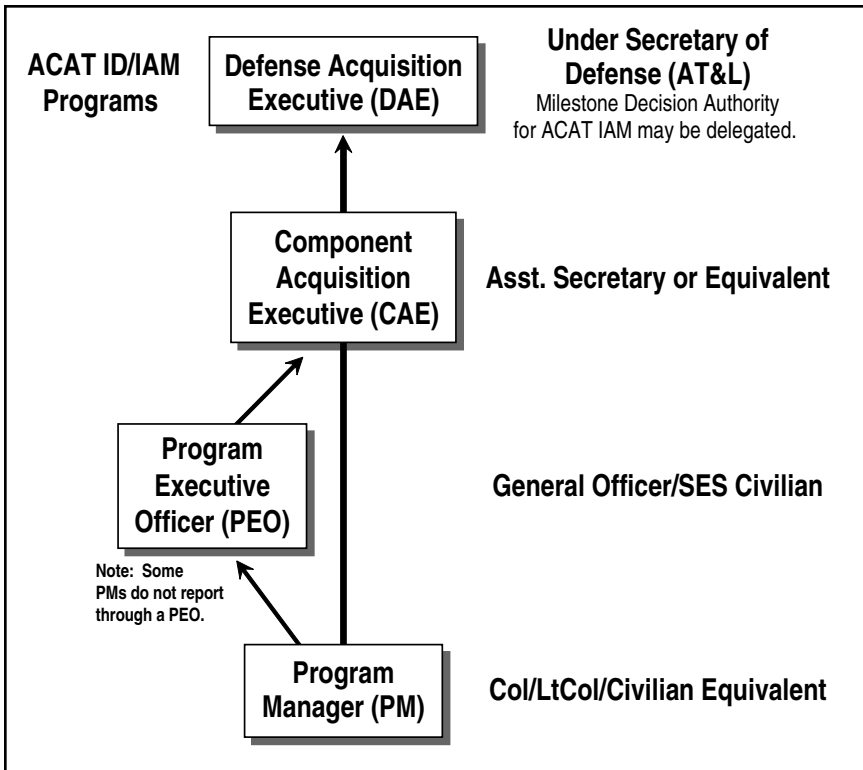 ACAT ID/IAM
Programs
Defense Acquisition
Executive (DAE)
Under Secretary of
Defense (AT&L)
Milestone Decision Authority
for ACAT IAM may be delegated.
Component
Acquisition
Executive (CAE)
Asst. Secretary or Equivalent
Program
Executive
Officer (PEO)
General Officer/SES Civilian
Note: Some
PMs do not report
through a PEO.
Program
Manager (PM)
Col/LtCol/Civilian Equivalent